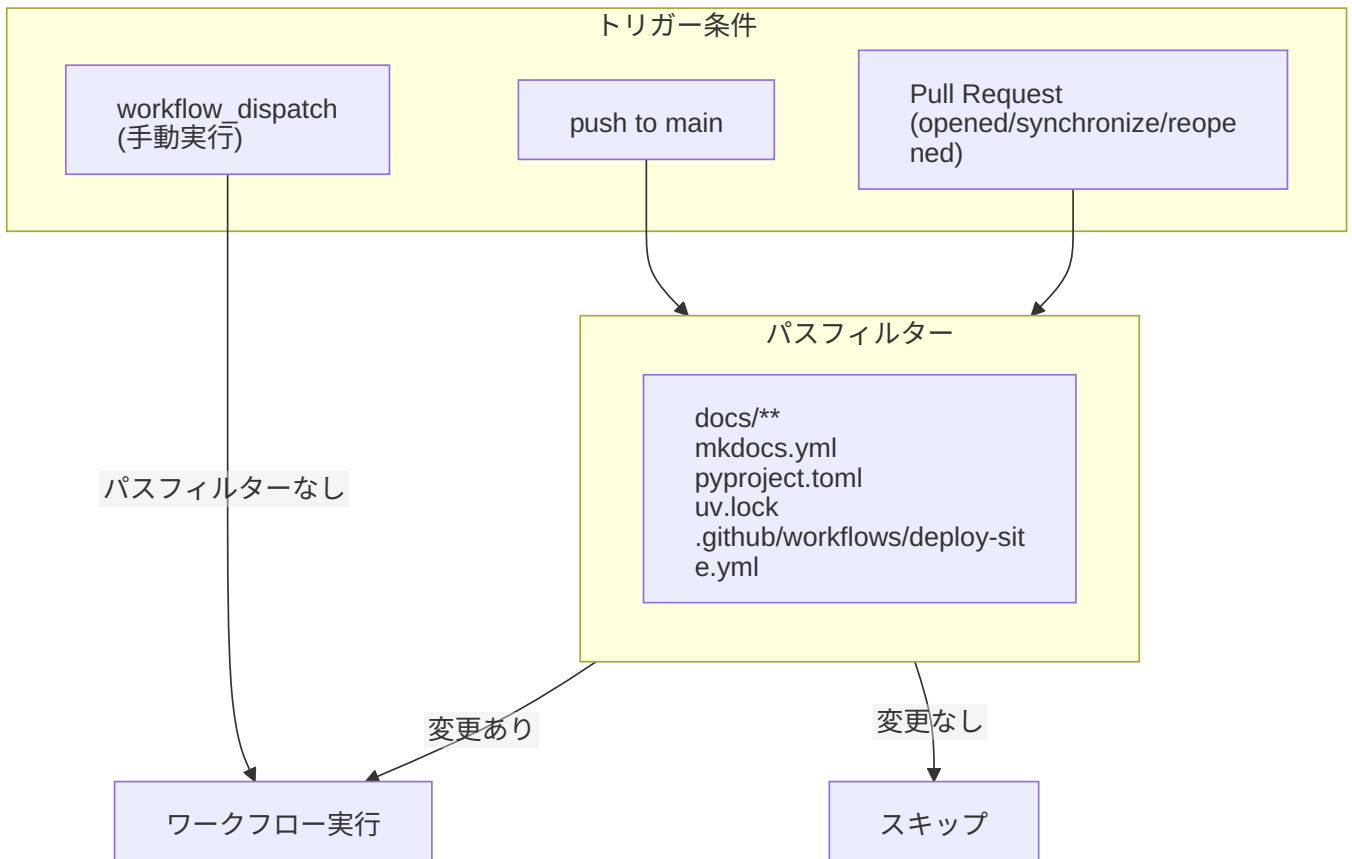 トリガー条件
workflow_dispatch
(手動実行)
push to main
Pull Request
(opened/synchronize/reope
ned)
パスフィルター
docs/**
mkdocs.yml
pyproject.toml
uv.lock
.github/workflows/deploy-sit
e.yml
パスフィルターなし
変更あり
変更なし
ワークフロー実行
スキップ